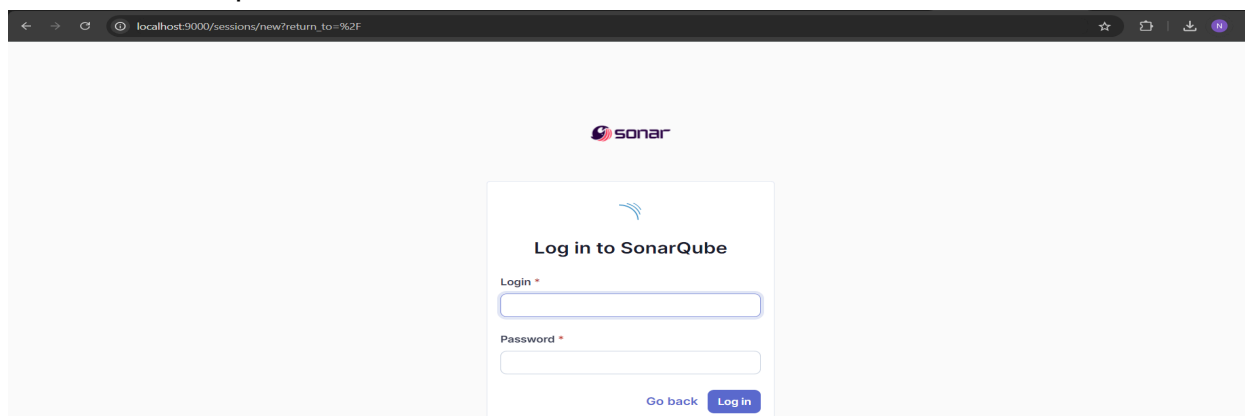 localhost:9000/sessions/new?return_to=%2F
N
sonar
Log in to SonarQube
Login *
Password *
Go back Log in